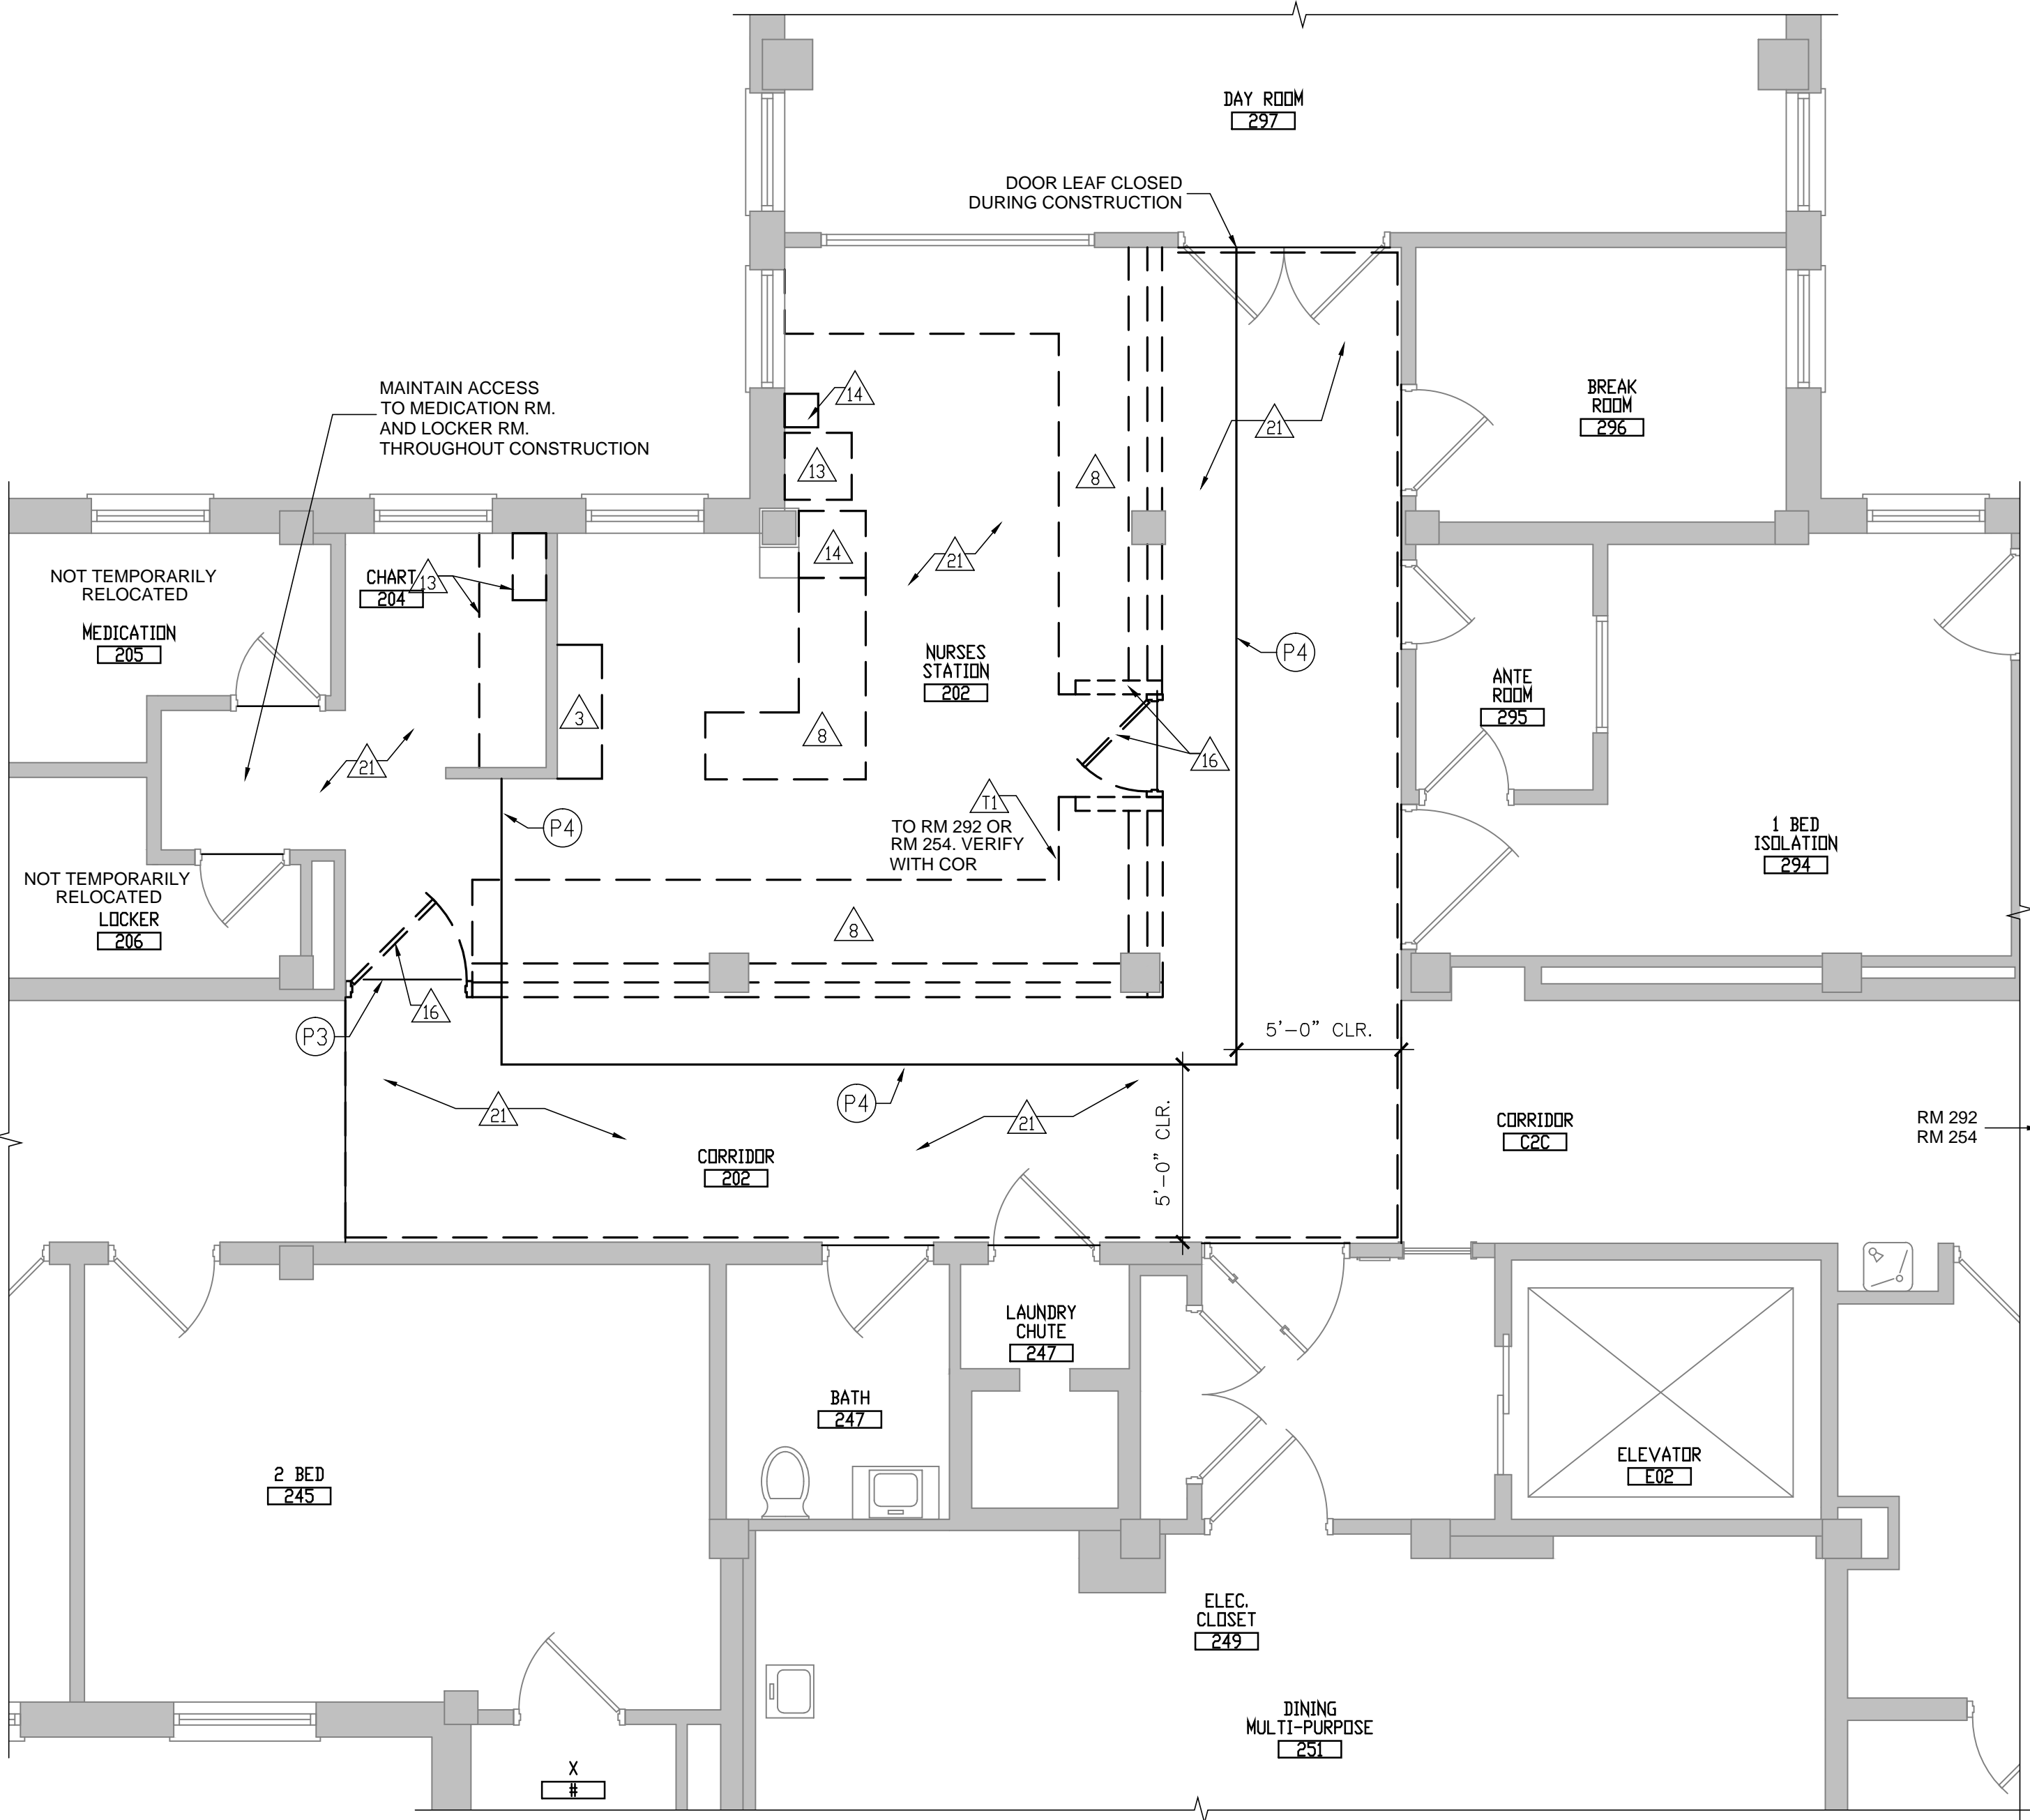 DAY ROOM
297
DOOR LEAF CLOSED
DURING CONSTRUCTION
MAINTAIN ACCESS
TO MEDICATION RM.
AND LOCKER RM.
THROUGHOUT CONSTRUCTION
14
13
14
8
21
21
BREAK
ROOM
296
NOT TEMPORARILY
RELOCATED
MEDICATION
205
CHART
204
13
3
21
NURSES
STATION
202
8
P4
16
ANTE
ROOM
295
1 BED
ISOLATION
294
P4
T1
TO RM 292 OR
RM 254. VERIFY
WITH COR
NOT TEMPORARILY
RELOCATED
LOCKER
206
8
16
P3
5'-0" CLR.
21
P4
21
5'-0" CLR.
CORRIDOR
202
CORRIDOR
C2C
RM 292
RM 254
LAUNDRY
CHUTE
247
BATH
247
2 BED
245
ELEVATOR
E02
ELEC.
CLOSET
249
DINING
MULTI-PURPOSE
251
X
#